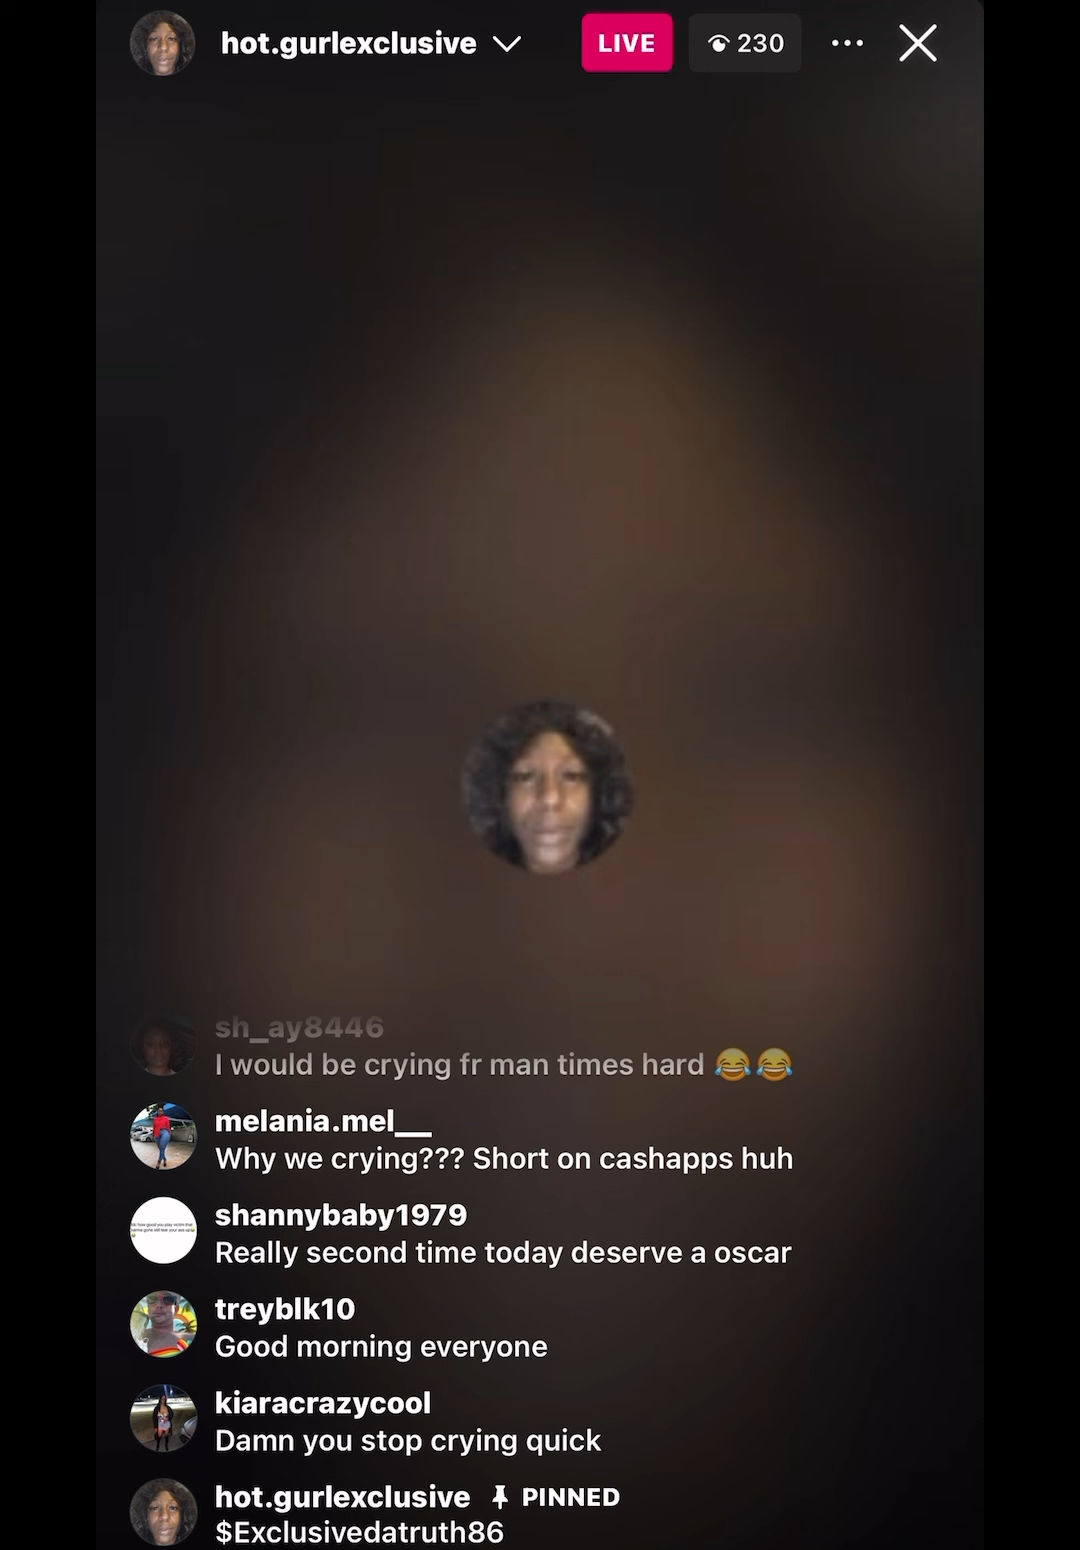 hot.gurlexclusive
LIVE
230
sh_ay8446
I would be crying fr man times hard 😂😂
melania.mel__
Why we crying??? Short on cashapps huh
shannybaby1979
Really second time today deserve a oscar
treyblk10
Good morning everyone
kiaracrazycool
Damn you stop crying quick
hot.gurlexclusive PINNED
$Exclusivedatruth86